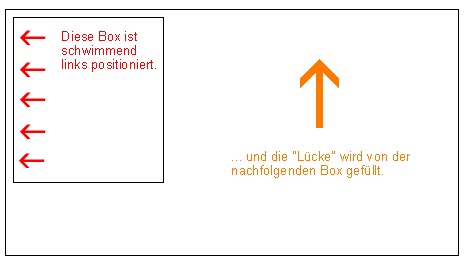 Diese Box ist
schwimmend
links positioniert.
... und die "Lücke" wird von der
nachfolgenden Box gefüllt.